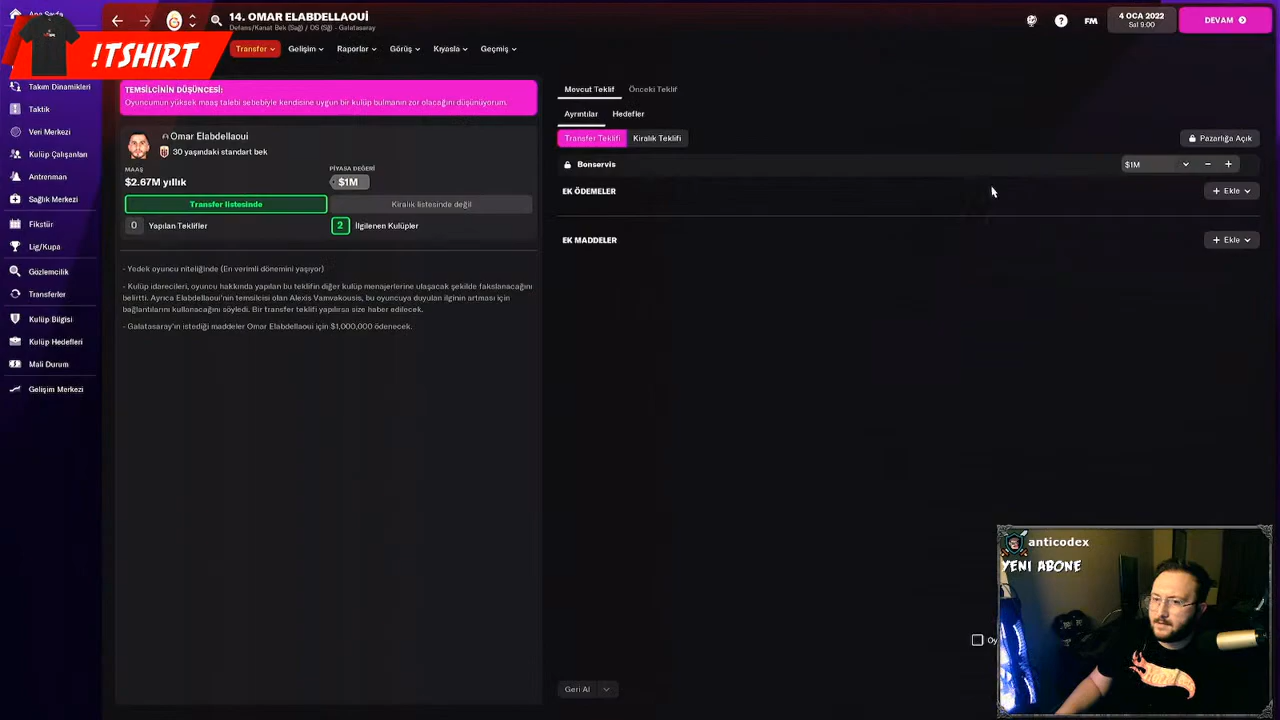 Ana Sayfa
!TSHIRT
Takım Dinamikleri
Taktik
Veri Merkezi
Kulüp Çalışanları
Antrenman
Sağlık Merkezi
Fikstür
Lig/Kupa
Gözlemcilik
Transferler
Kulüp Bilgisi
Kulüp Hedefleri
Mali Durum
Gelişim Merkezi
14. OMAR ELABDELLAOUİ
Defans/Kanat Bek (Sağ) / OS (Sğ) - Galatasaray
FM
4 OCA 2022
Sal 9:00
DEVAM
Transfer
Gelişim
Raporlar
Görüş
Kıyasla
Geçmiş
TEMSİLCİNİN DÜŞÜNCESİ:
Oyuncumun yüksek maaş talebi sebebiyle kendisine uygun bir kulüp bulmanın zor olacağını düşünüyorum.
Omar Elabdellaoui
30 yaşındaki standart bek
MAAŞ
PİYASA DEĞERİ
$2.67M yıllık
$1M
Transfer listesinde
Kiralık listesinde değil
0 Yapılan Teklifler
2 İlgilenen Kulüpler
- Yedek oyuncu niteliğinde (En verimli dönemini yaşıyor)
- Kulüp idarecileri, oyuncu hakkında yapılan bu teklifin diğer kulüp menajerlerine ulaşacak şekilde fakslanacağını
belirtti. Ayrıca Elabdellaoui'nin temsilcisi olan Alexis Vamvakousis, bu oyuncuya duyulan ilginin artması için
bağlantılarını kullanacağını söyledi. Bir transfer teklifi yapılırsa size haber edilecek.
- Galatasaray'ın istediği maddeler Omar Elabdellaoui için $1,000,000 ödenecek.
Mevcut Teklif
Önceki Teklif
Ayrıntılar
Hedefler
Transfer Teklifi
Kiralık Teklifi
Pazarlığa Açık
Bonservis
$1M
EK ÖDEMELER
+ Ekle
EK MADDELER
+ Ekle
Geri Al
Oy
anticodex
YENİ ABONE